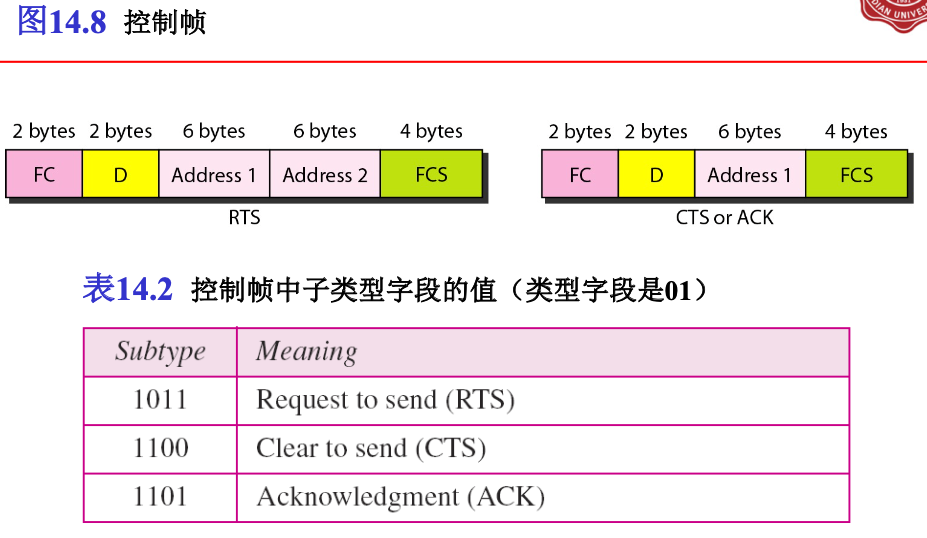 图14.8 控制帧
DIAN UNIVER
2 bytes 2 bytes 6 bytes 6 bytes 4 bytes
FC D Address 1 Address 2 FCS
RTS
2 bytes 2 bytes 6 bytes 4 bytes
FC D Address 1 FCS
CTS or ACK
表14.2 控制帧中子类型字段的值（类型字段是01）
Subtype Meaning
1011 Request to send (RTS)
1100 Clear to send (CTS)
1101 Acknowledgment (ACK)